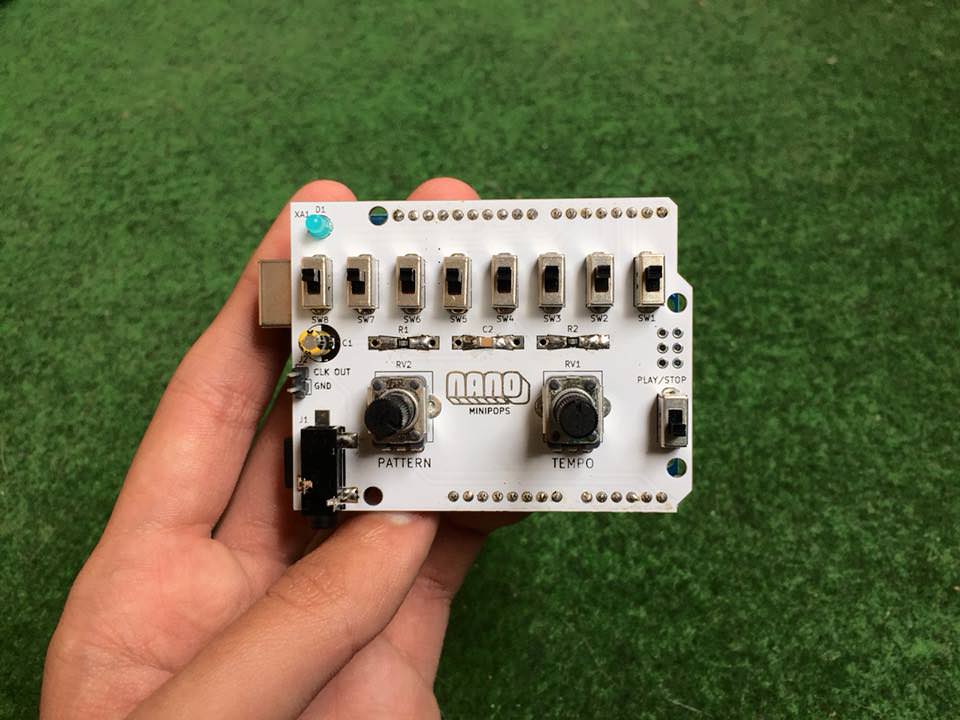 XA1 D1
SW8 SW7 SW6 SW5 SW4 SW3 SW2 SW1
C1 R1 C2 R2
CLK OUT
GND
RV2 RV1
NANO
MINIPOPS
PLAY/STOP
J1
PATTERN TEMPO